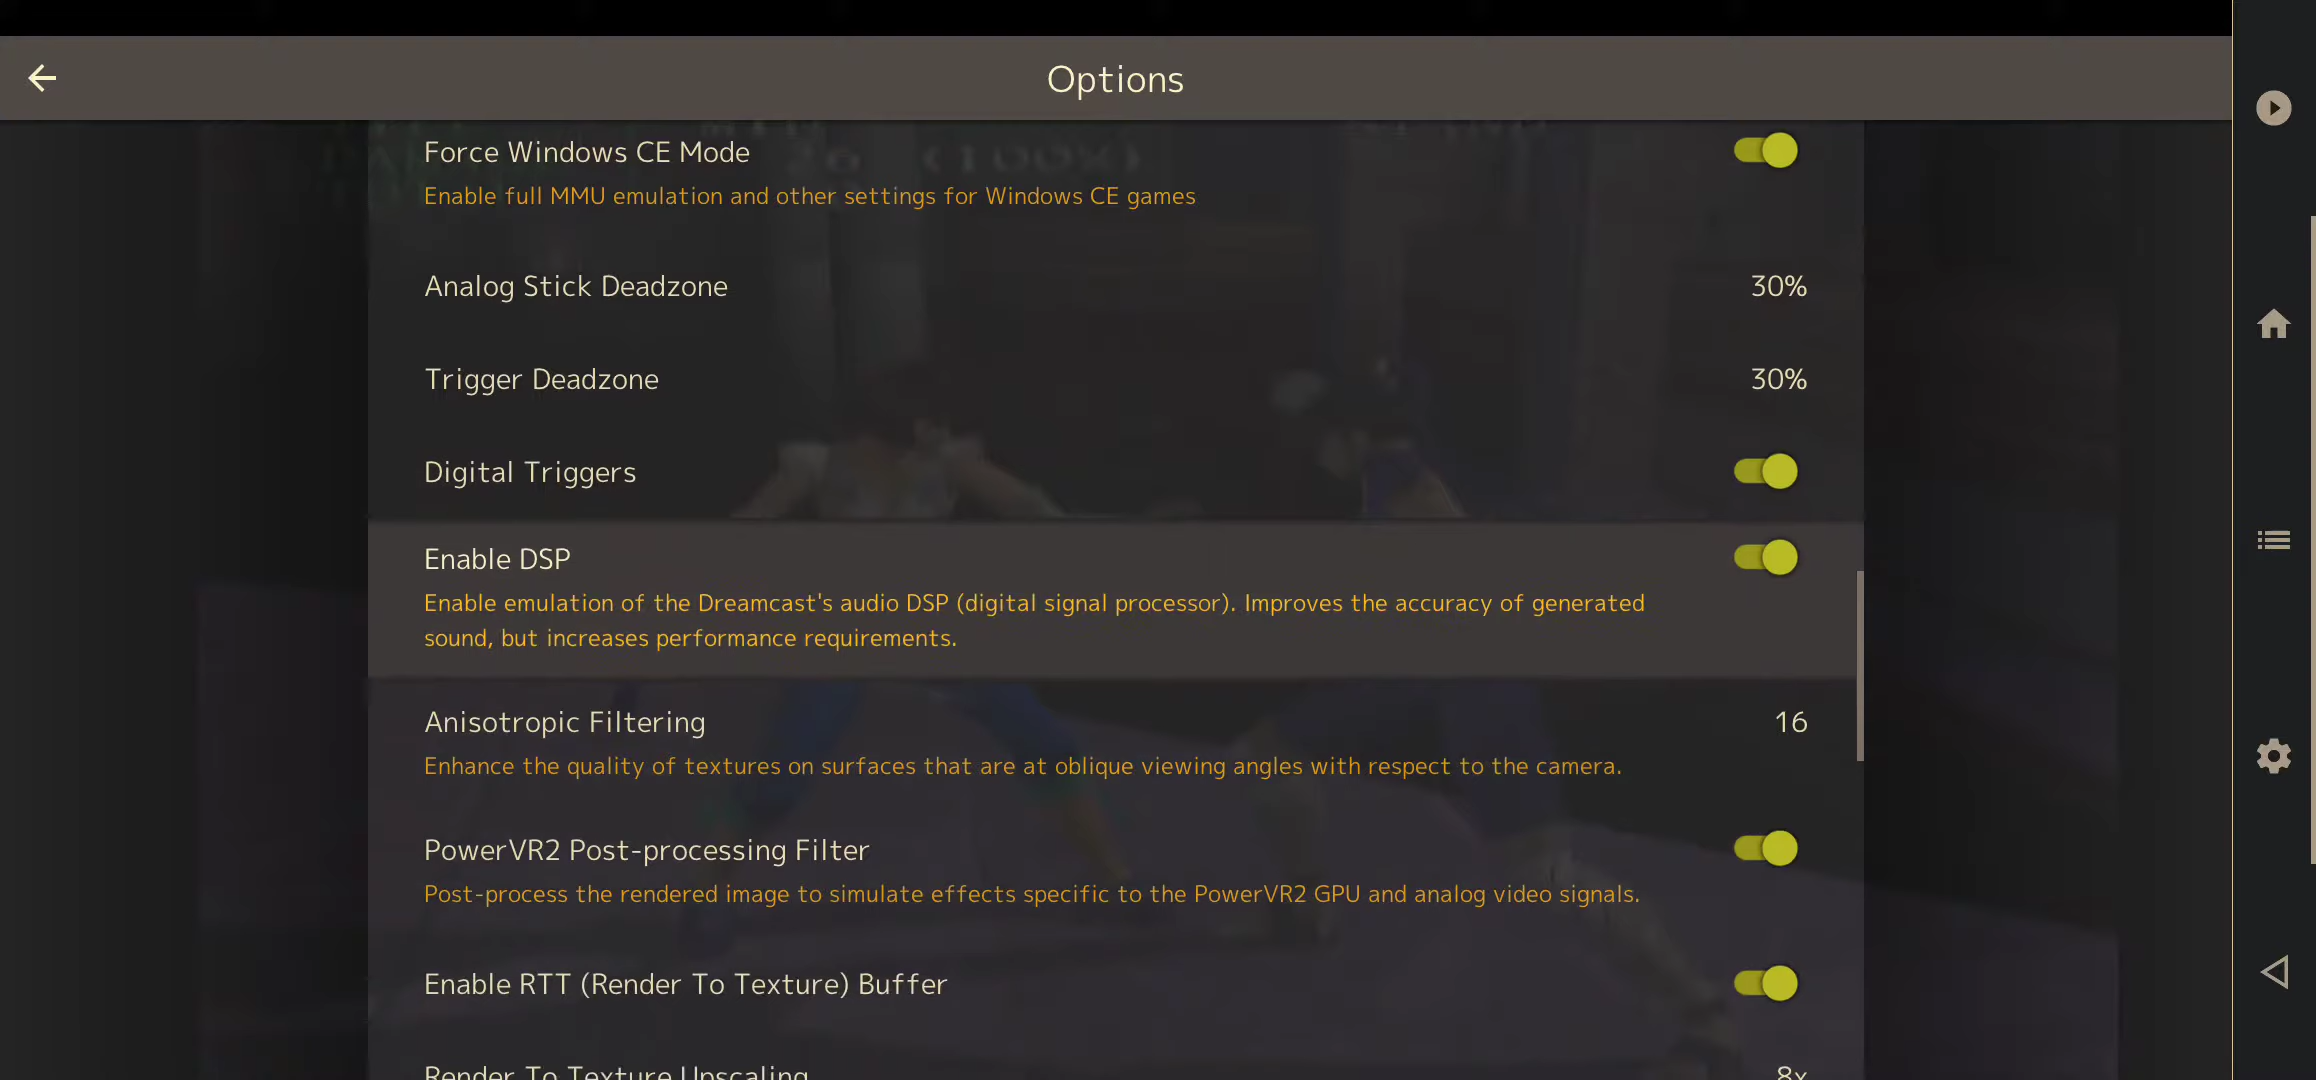 Options
Force Windows CE Mode
Enable full MMU emulation and other settings for Windows CE games
Analog Stick Deadzone
30%
Trigger Deadzone
30%
Digital Triggers
Enable DSP
Enable emulation of the Dreamcast's audio DSP (digital signal processor). Improves the accuracy of generated
sound, but increases performance requirements.
Anisotropic Filtering
16
Enhance the quality of textures on surfaces that are at oblique viewing angles with respect to the camera.
PowerVR2 Post-processing Filter
Post-process the rendered image to simulate effects specific to the PowerVR2 GPU and analog video signals.
Enable RTT (Render To Texture) Buffer
Render To Texture Upscaling
8x